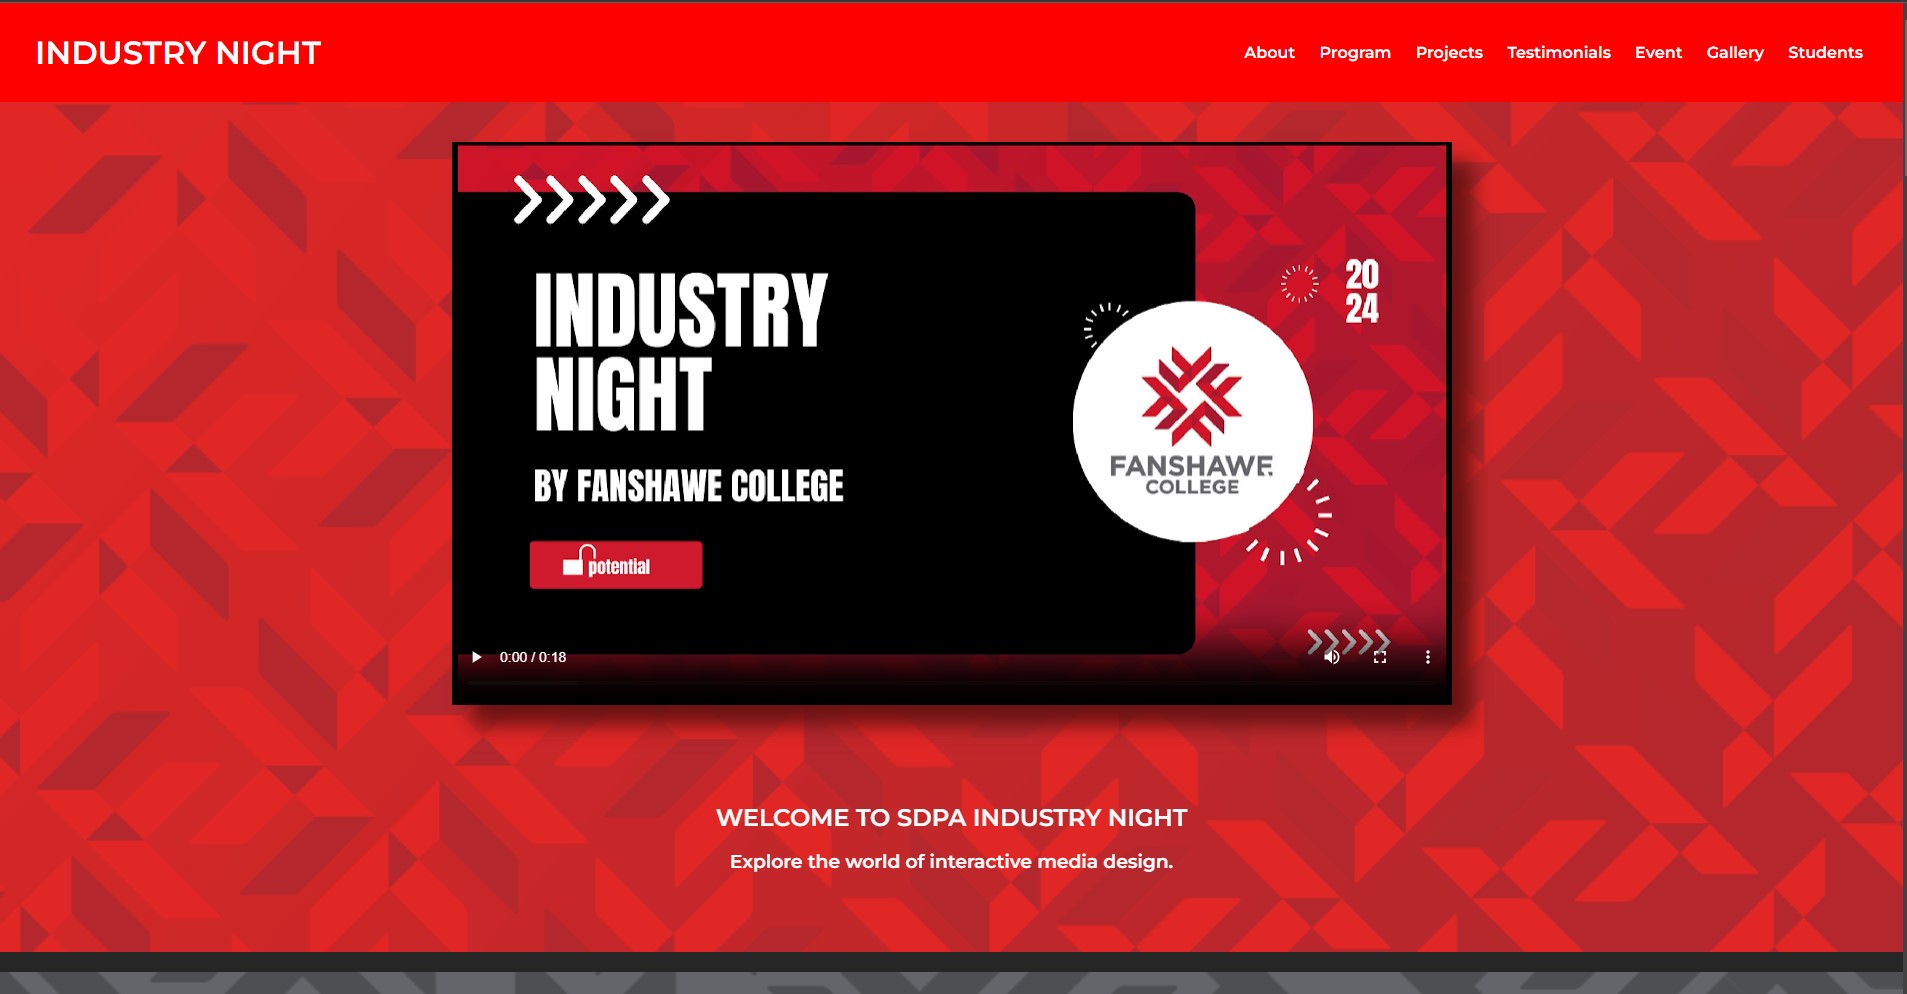 INDUSTRY NIGHT
About Program Projects Testimonials Event Gallery Students
INDUSTRY
NIGHT
BY FANSHAWE COLLEGE
potential
20
24
FANSHAWE
COLLEGE
0:00 / 0:18
WELCOME TO SDPA INDUSTRY NIGHT
Explore the world of interactive media design.